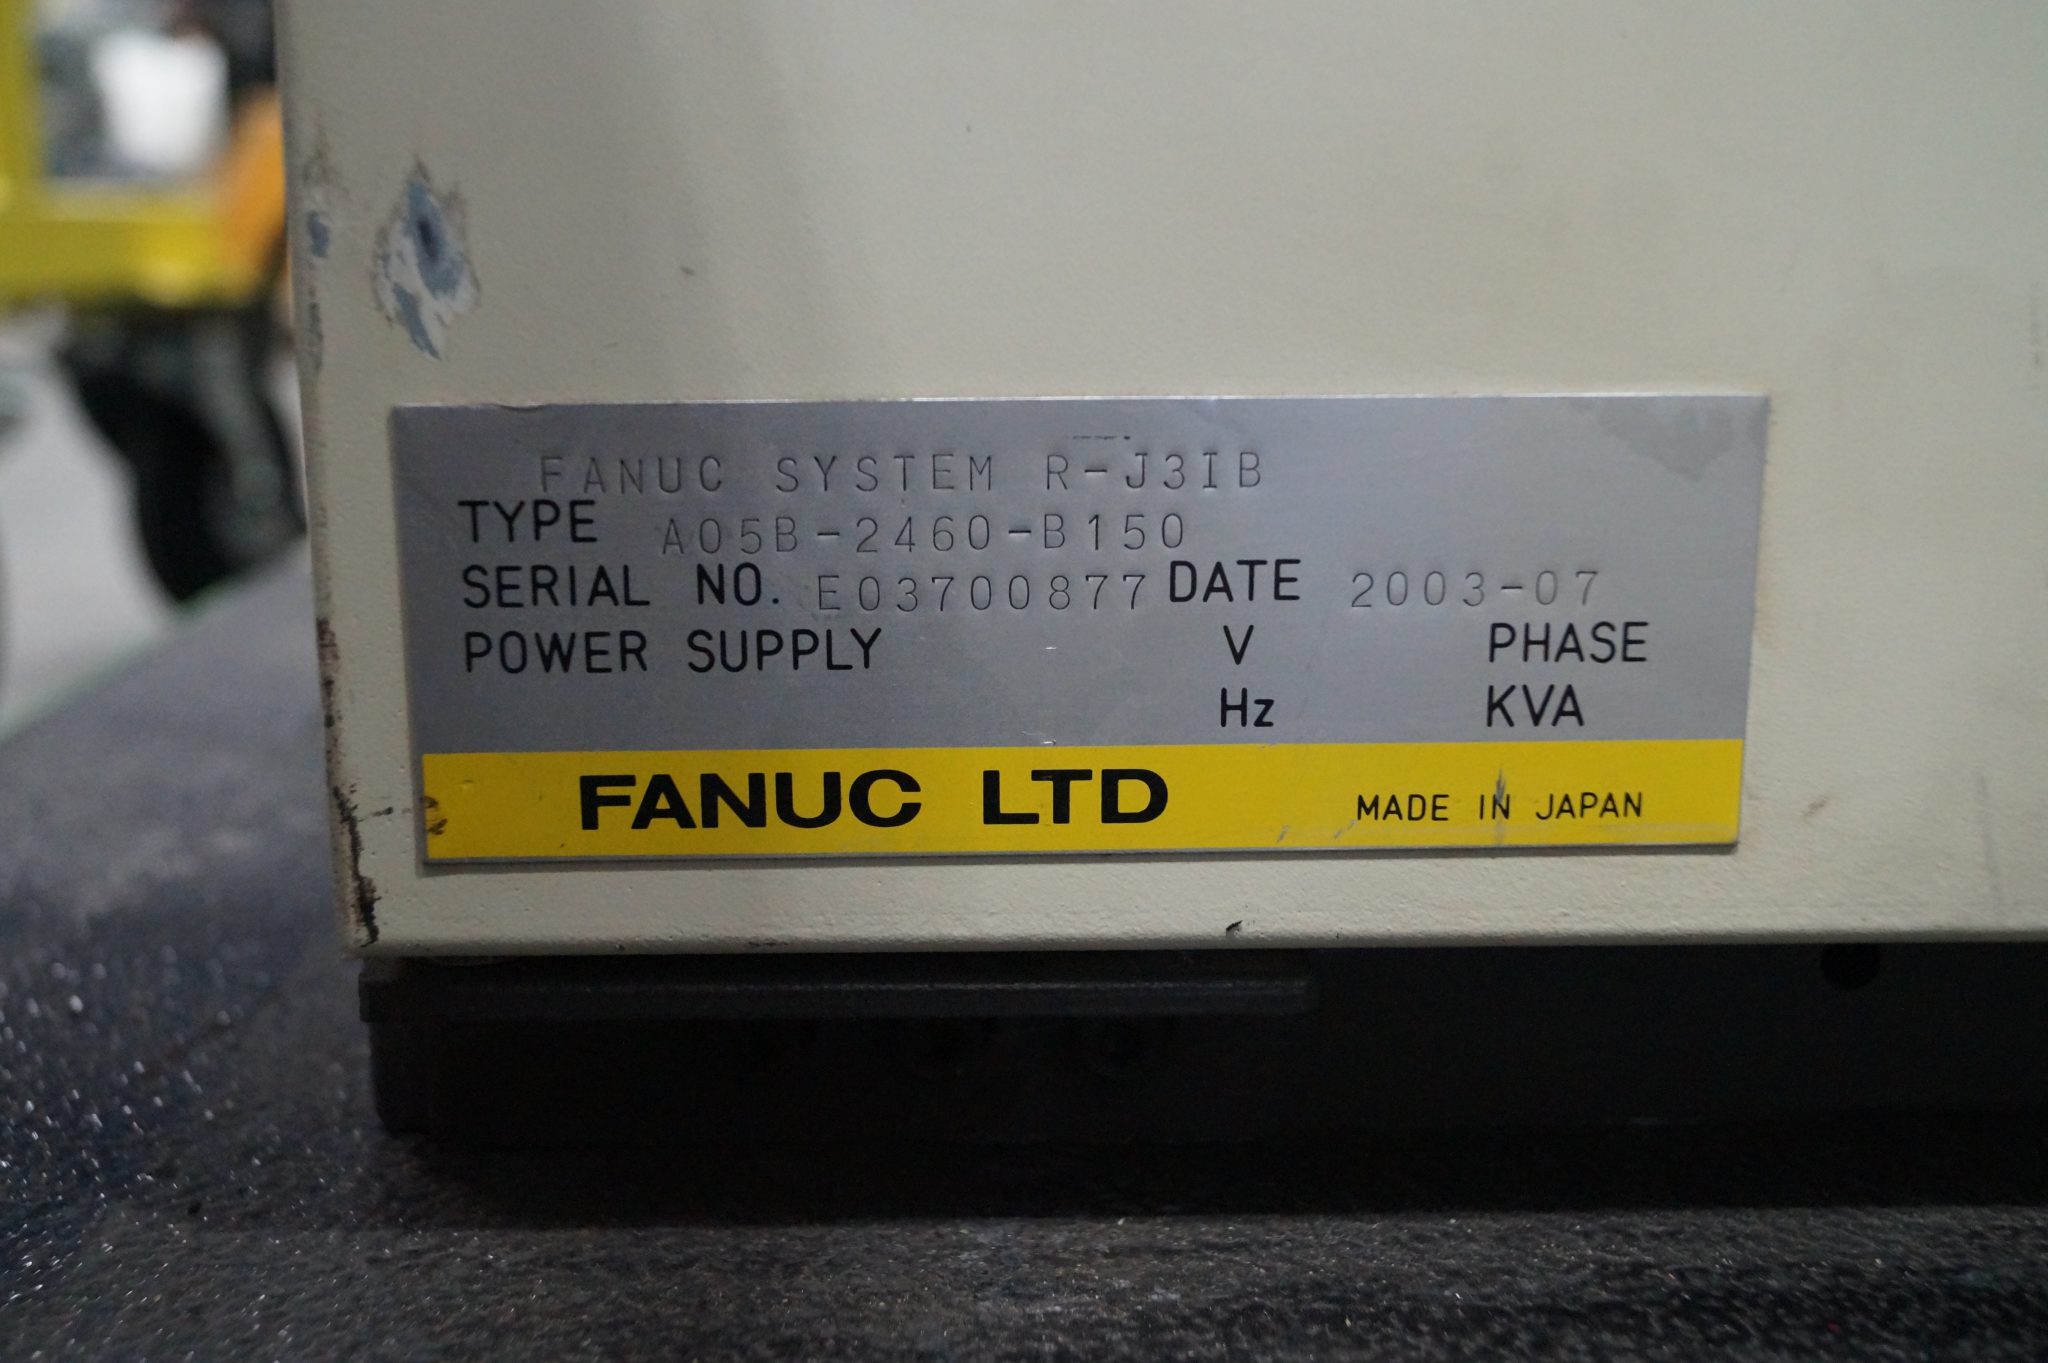 FANUC SYSTEM R-J3IB
TYPE A05B-2460-B150
SERIAL NO. E03700877 DATE 2003-07
POWER SUPPLY V PHASE
Hz KVA
FANUC LTD MADE IN JAPAN